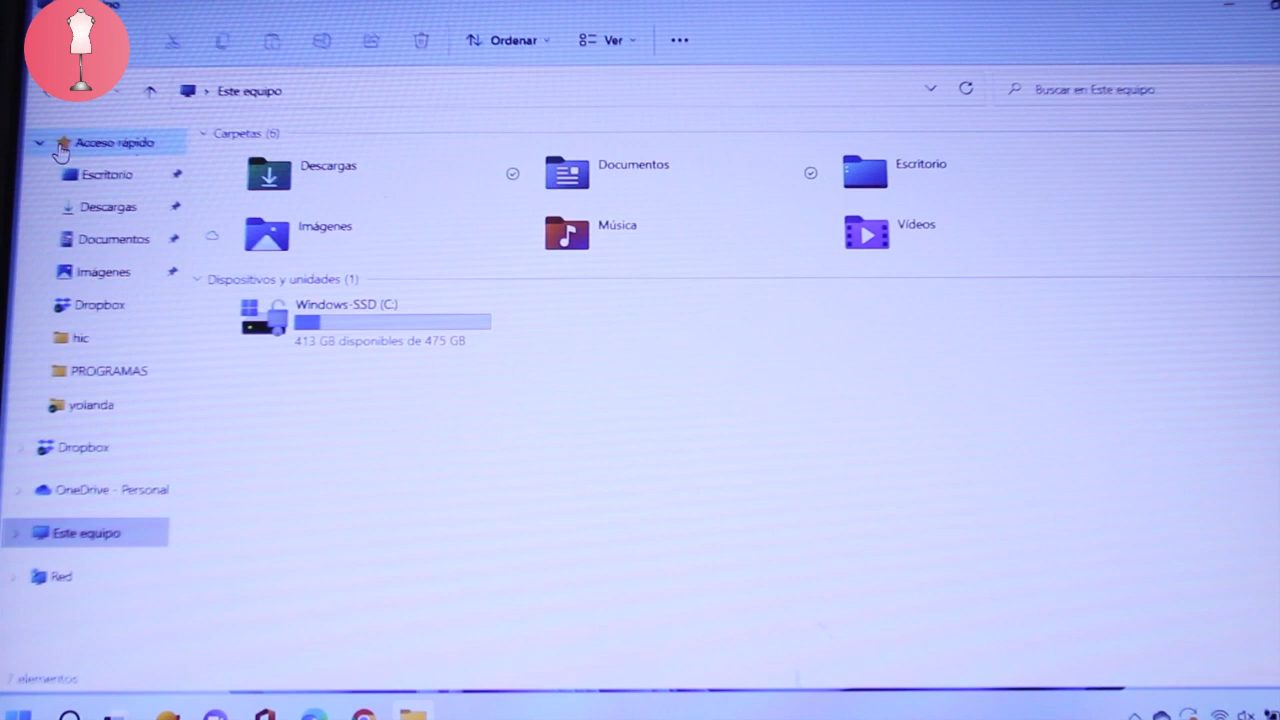 Ordenar
Ver
Este equipo
Buscar en Este equipo
Acceso rápido
Escritorio
Descargas
Documentos
Imágenes
Dropbox
hic
PROGRAMAS
yolanda
Dropbox
OneDrive - Personal
Este equipo
Red
Carpetas (6)
Descargas
Documentos
Escritorio
Imágenes
Música
Vídeos
Dispositivos y unidades (1)
Windows-SSD (C:)
413 GB disponibles de 475 GB
7 elementos